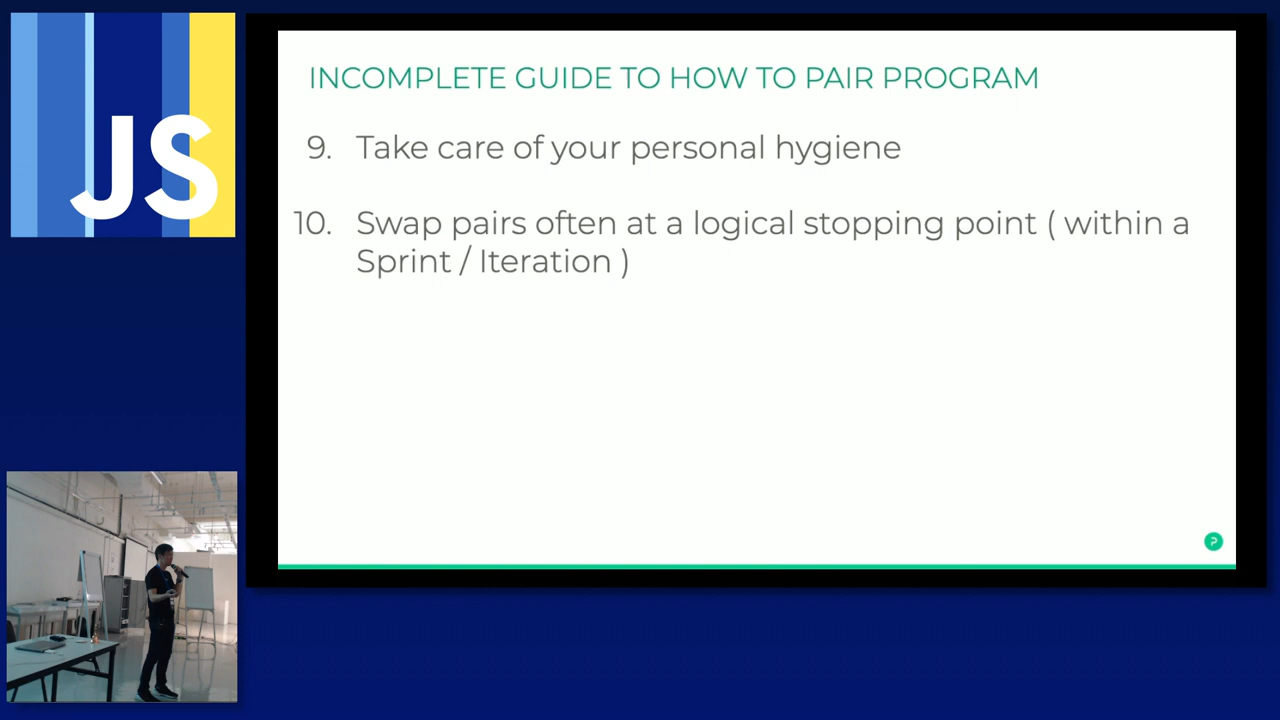 JS
INCOMPLETE GUIDE TO HOW TO PAIR PROGRAM
9. Take care of your personal hygiene
10. Swap pairs often at a logical stopping point ( within a
Sprint / Iteration )